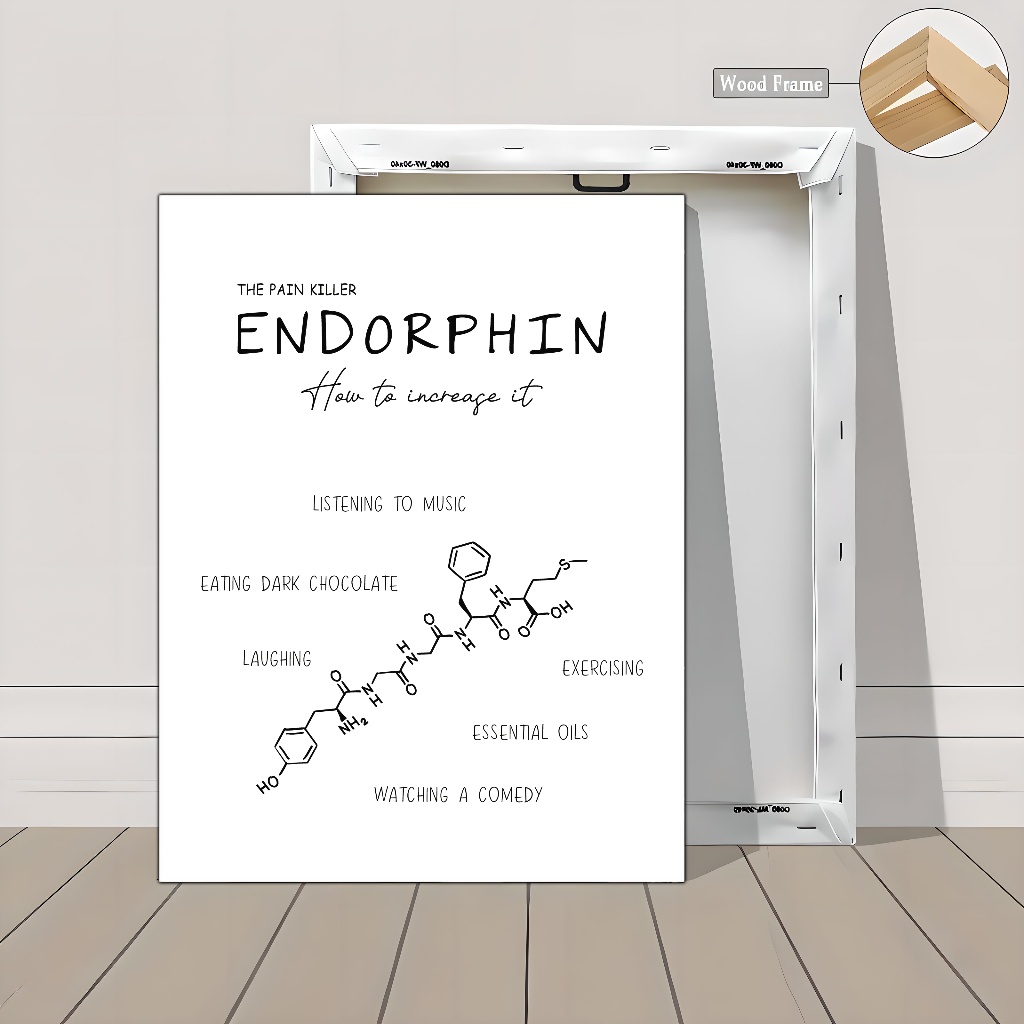 Wood Frame
THE PAIN KILLER
ENDORPHIN
How to increase it
LISTENING TO MUSIC
EATING DARK CHOCOLATE
LAUGHING
EXERCISING
ESSENTIAL OILS
WATCHING A COMEDY
S
N
H
OH
O
O
O
N
H
H
N
O
O
N
H
NH₂
HO